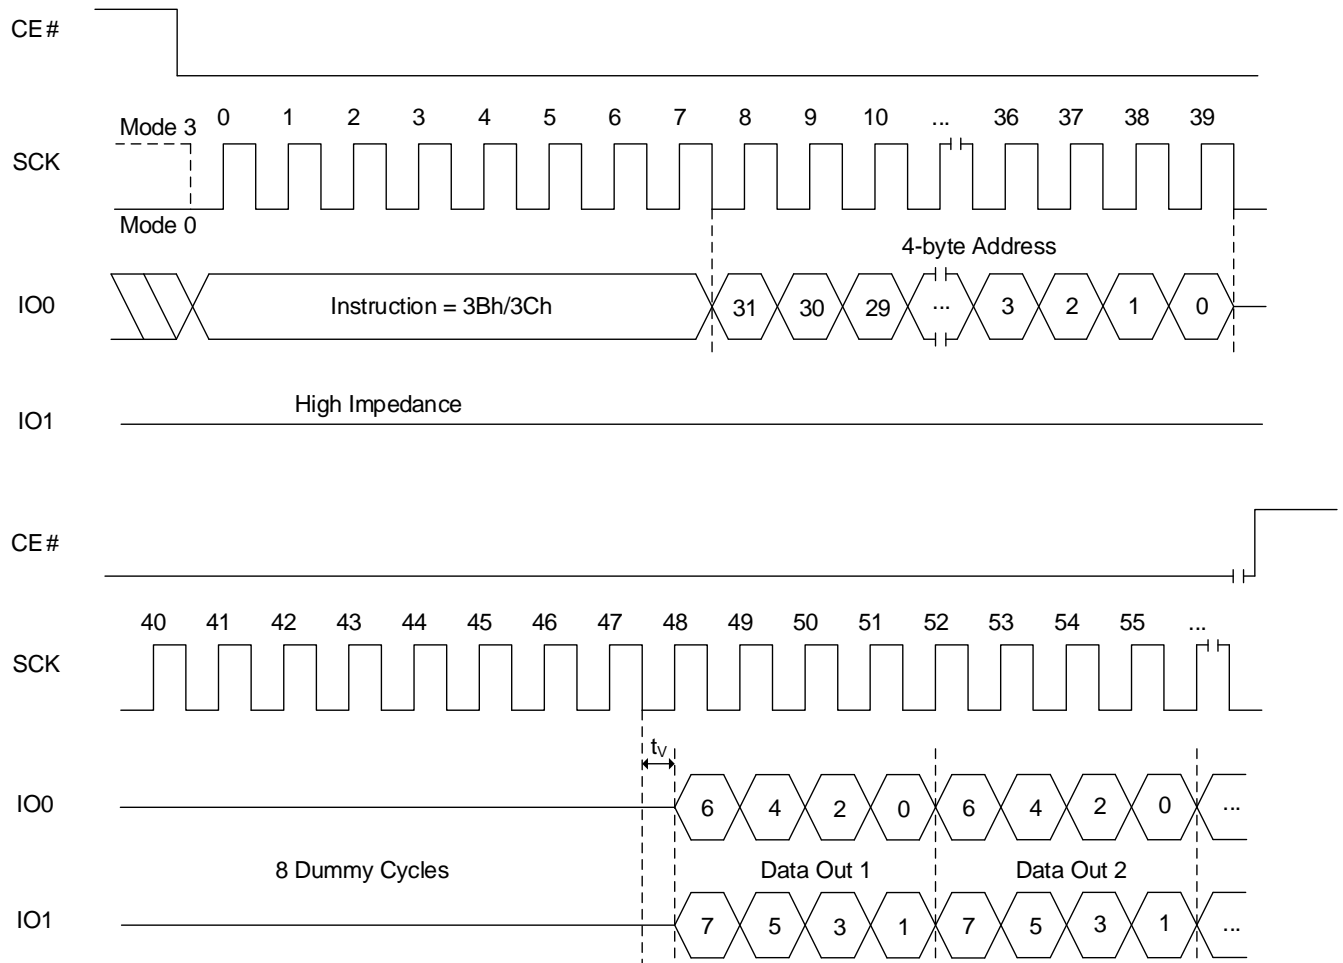 CE#
0 1 2 3 4 5 6 7 8 9 10 ... 36 37 38 39
Mode 3
SCK
Mode 0
4-byte Address
IO0 Instruction = 3Bh/3Ch 31 30 29 ... 3 2 1 0
High Impedance
IO1
CE#
40 41 42 43 44 45 46 47 48 49 50 51 52 53 54 55 ...
SCK
tV
IO0 6 4 2 0 6 4 2 0 ...
8 Dummy Cycles Data Out 1 Data Out 2
IO1 7 5 3 1 7 5 3 1 ...